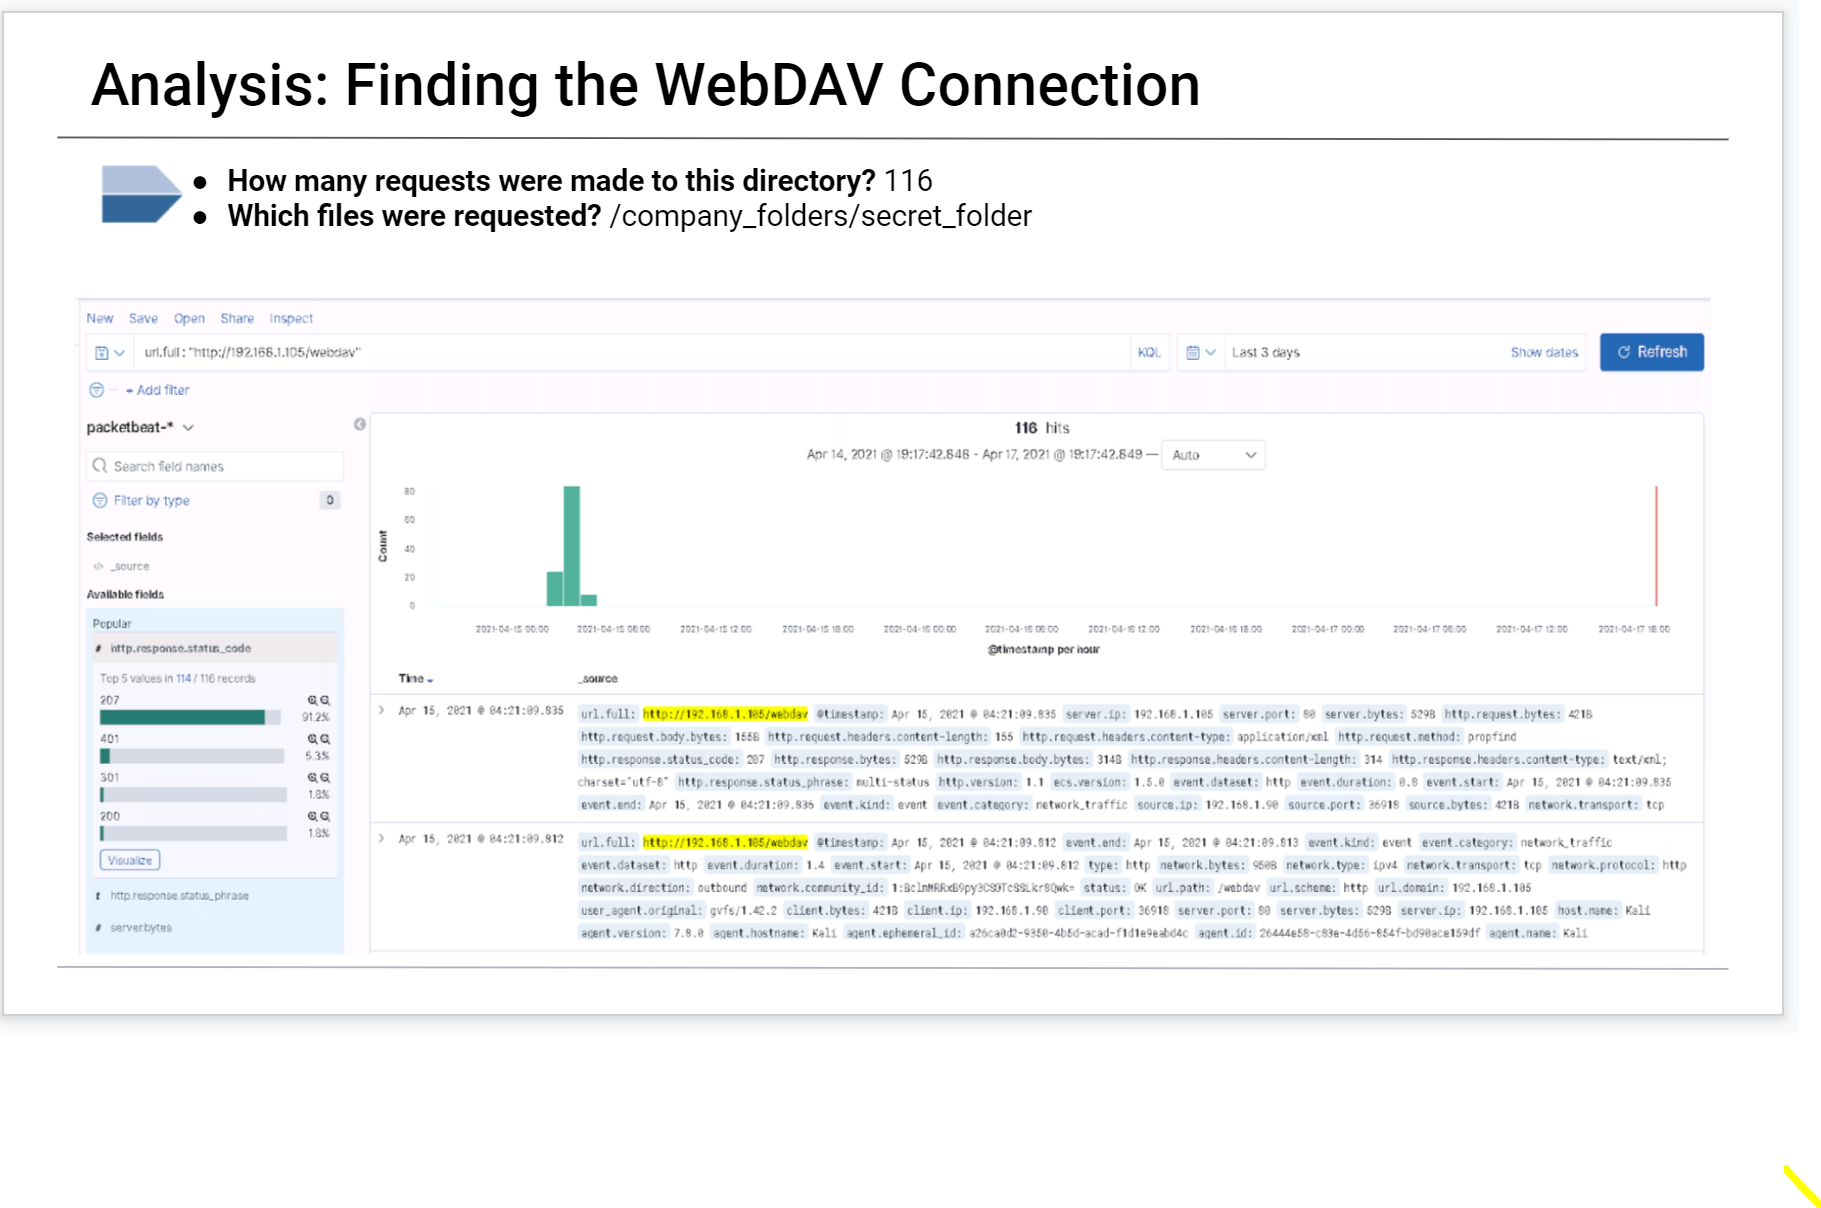 Analysis: Finding the WebDAV Connection
● How many requests were made to this directory? 116
● Which files were requested? /company_folders/secret_folder
New Save Open Share Inspect
url.full : "http://192.168.1.105/webdav"
KQL
Last 3 days
Show dates
Refresh
+ Add filter
packetbeat-*
Search field names
Filter by type 0
Selected fields
</> _source
Available fields
Popular
# http.response.status_code
Top 5 values in 114 / 116 records
207
91.2%
401
5.3%
301
1.8%
200
1.8%
Visualize
t http.response.status_phrase
# server.bytes
116 hits
Apr 14, 2021 @ 19:17:42.848 - Apr 17, 2021 @ 19:17:42.849 — Auto
80
60
40
20
0
Count
2021-04-15 00:00 2021-04-15 06:00 2021-04-15 12:00 2021-04-15 18:00 2021-04-16 00:00 2021-04-16 06:00 2021-04-16 12:00 2021-04-16 18:00 2021-04-17 00:00 2021-04-17 06:00 2021-04-17 12:00 2021-04-17 18:00
@timestamp per hour
Time _source
> Apr 15, 2021 @ 04:21:09.835 url.full: http://192.168.1.105/webdav @timestamp: Apr 15, 2021 @ 04:21:09.835 server.ip: 192.168.1.105 server.port: 80 server.bytes: 529B http.request.bytes: 421B
http.request.body.bytes: 155B http.request.headers.content-length: 155 http.request.headers.content-type: application/xml http.request.method: propfind
http.response.status_code: 207 http.response.bytes: 529B http.response.body.bytes: 314B http.response.headers.content-length: 314 http.response.headers.content-type: text/xml;
charset="utf-8" http.response.status_phrase: multi-status http.version: 1.1 ecs.version: 1.5.0 event.dataset: http event.duration: 0.8 event.start: Apr 15, 2021 @ 04:21:09.835
event.end: Apr 15, 2021 @ 04:21:09.836 event.kind: event event.category: network_traffic source.ip: 192.168.1.90 source.port: 36918 source.bytes: 421B network.transport: tcp
> Apr 15, 2021 @ 04:21:09.812 url.full: http://192.168.1.105/webdav @timestamp: Apr 15, 2021 @ 04:21:09.812 event.end: Apr 15, 2021 @ 04:21:09.813 event.kind: event event.category: network_traffic
event.dataset: http event.duration: 1.4 event.start: Apr 15, 2021 @ 04:21:09.812 type: http network.bytes: 950B network.type: ipv4 network.transport: tcp network.protocol: http
network.direction: outbound network.community_id: status: OK url.path: /webdav url.scheme: http url.domain: 192.168.1.105
user_agent.original: gvfs/1.42.2 client.bytes: 421B client.ip: 192.168.1.90 client.port: 36918 server.port: 80 server.bytes: 529B server.ip: 192.168.1.105 host.name: Kali
agent.version: 7.8.0 agent.hostname: Kali agent.ephemeral_id: a26ca0d2-9350-4b5d-acad-f1d1e9eabd4c agent.id: 26444e58-c83e-4d56-854f-bd90ace159df agent.name: Kali